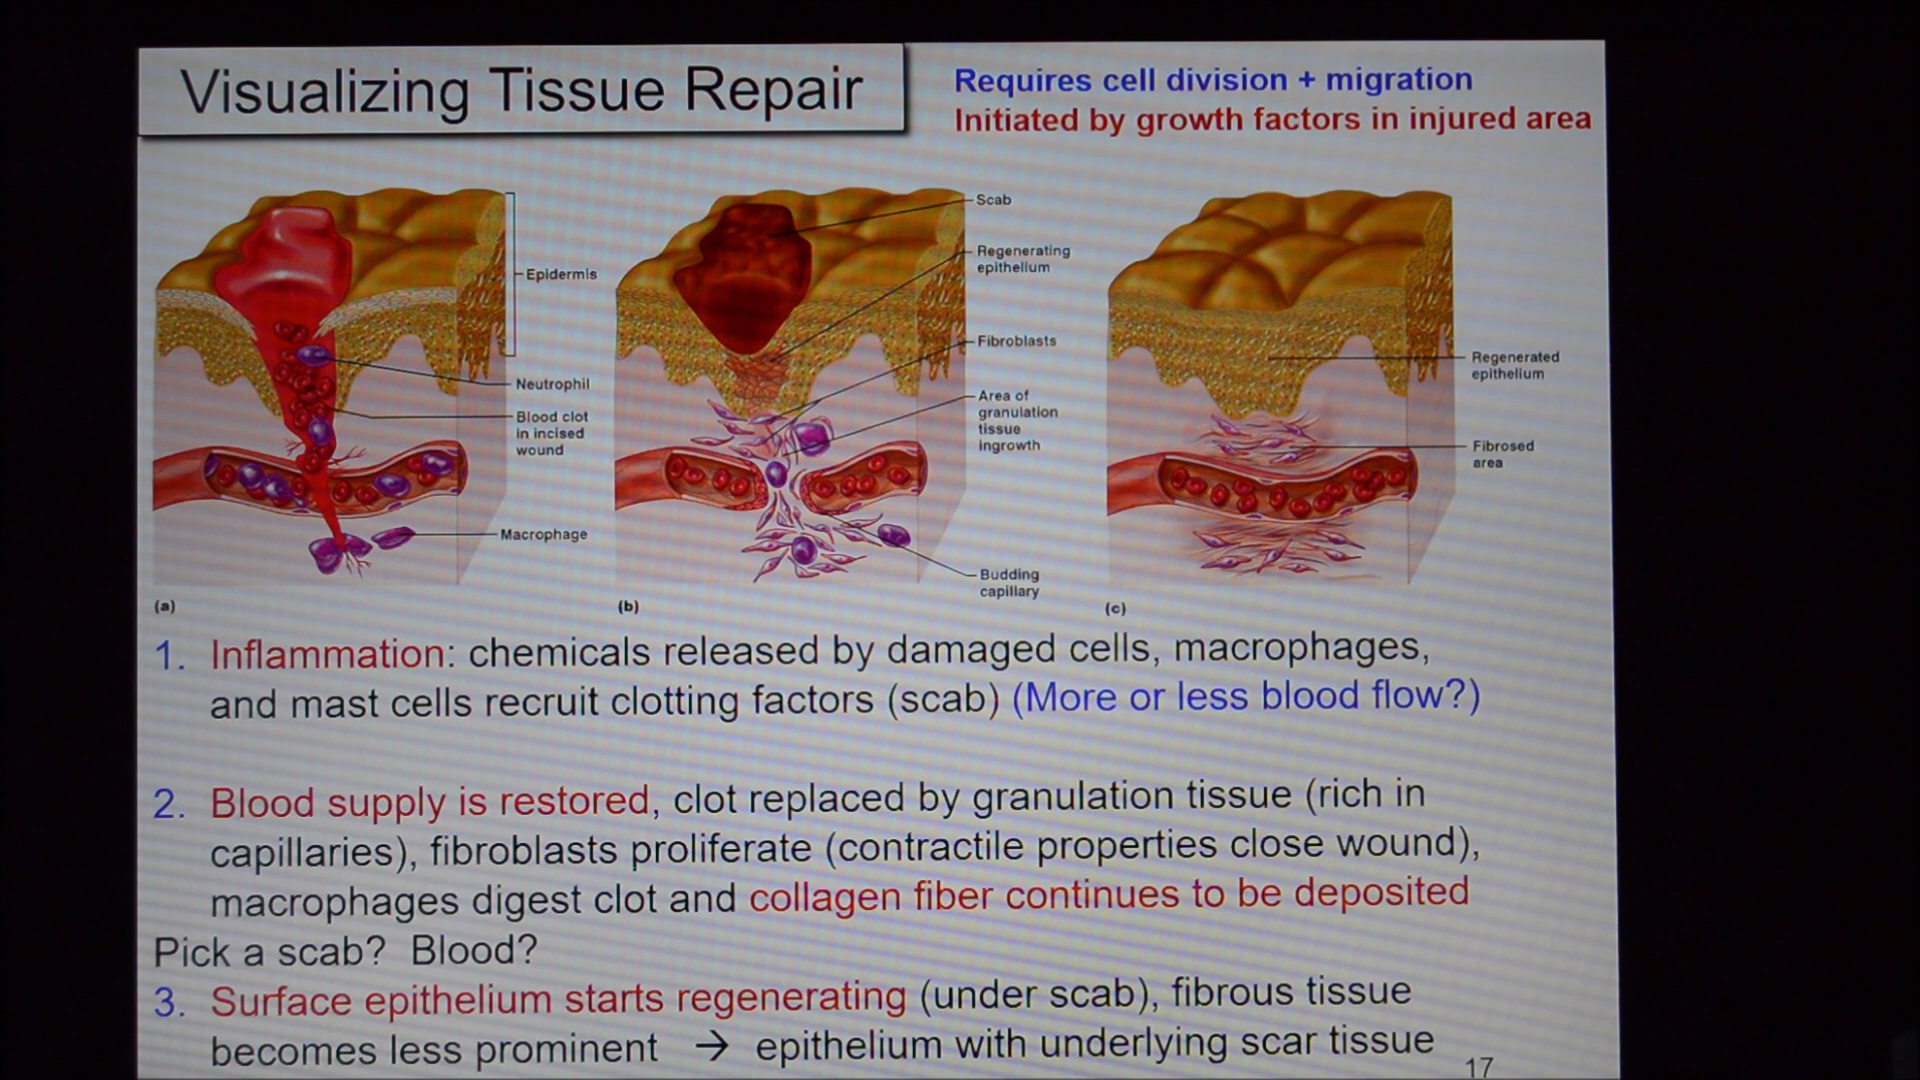 Visualizing Tissue Repair
Requires cell division + migration
Initiated by growth factors in injured area
Epidermis
Neutrophil
Blood clot
in incised
wound
Macrophage
(a)
Scab
Regenerating
epithelium
Fibroblasts
Area of
granulation
tissue
ingrowth
Budding
capillary
(b)
Regenerated
epithelium
Fibrosed
area
(c)
1. Inflammation: chemicals released by damaged cells, macrophages,
and mast cells recruit clotting factors (scab) (More or less blood flow?)
2. Blood supply is restored, clot replaced by granulation tissue (rich in
capillaries), fibroblasts proliferate (contractile properties close wound),
macrophages digest clot and collagen fiber continues to be deposited
Pick a scab? Blood?
3. Surface epithelium starts regenerating (under scab), fibrous tissue
becomes less prominent → epithelium with underlying scar tissue
17